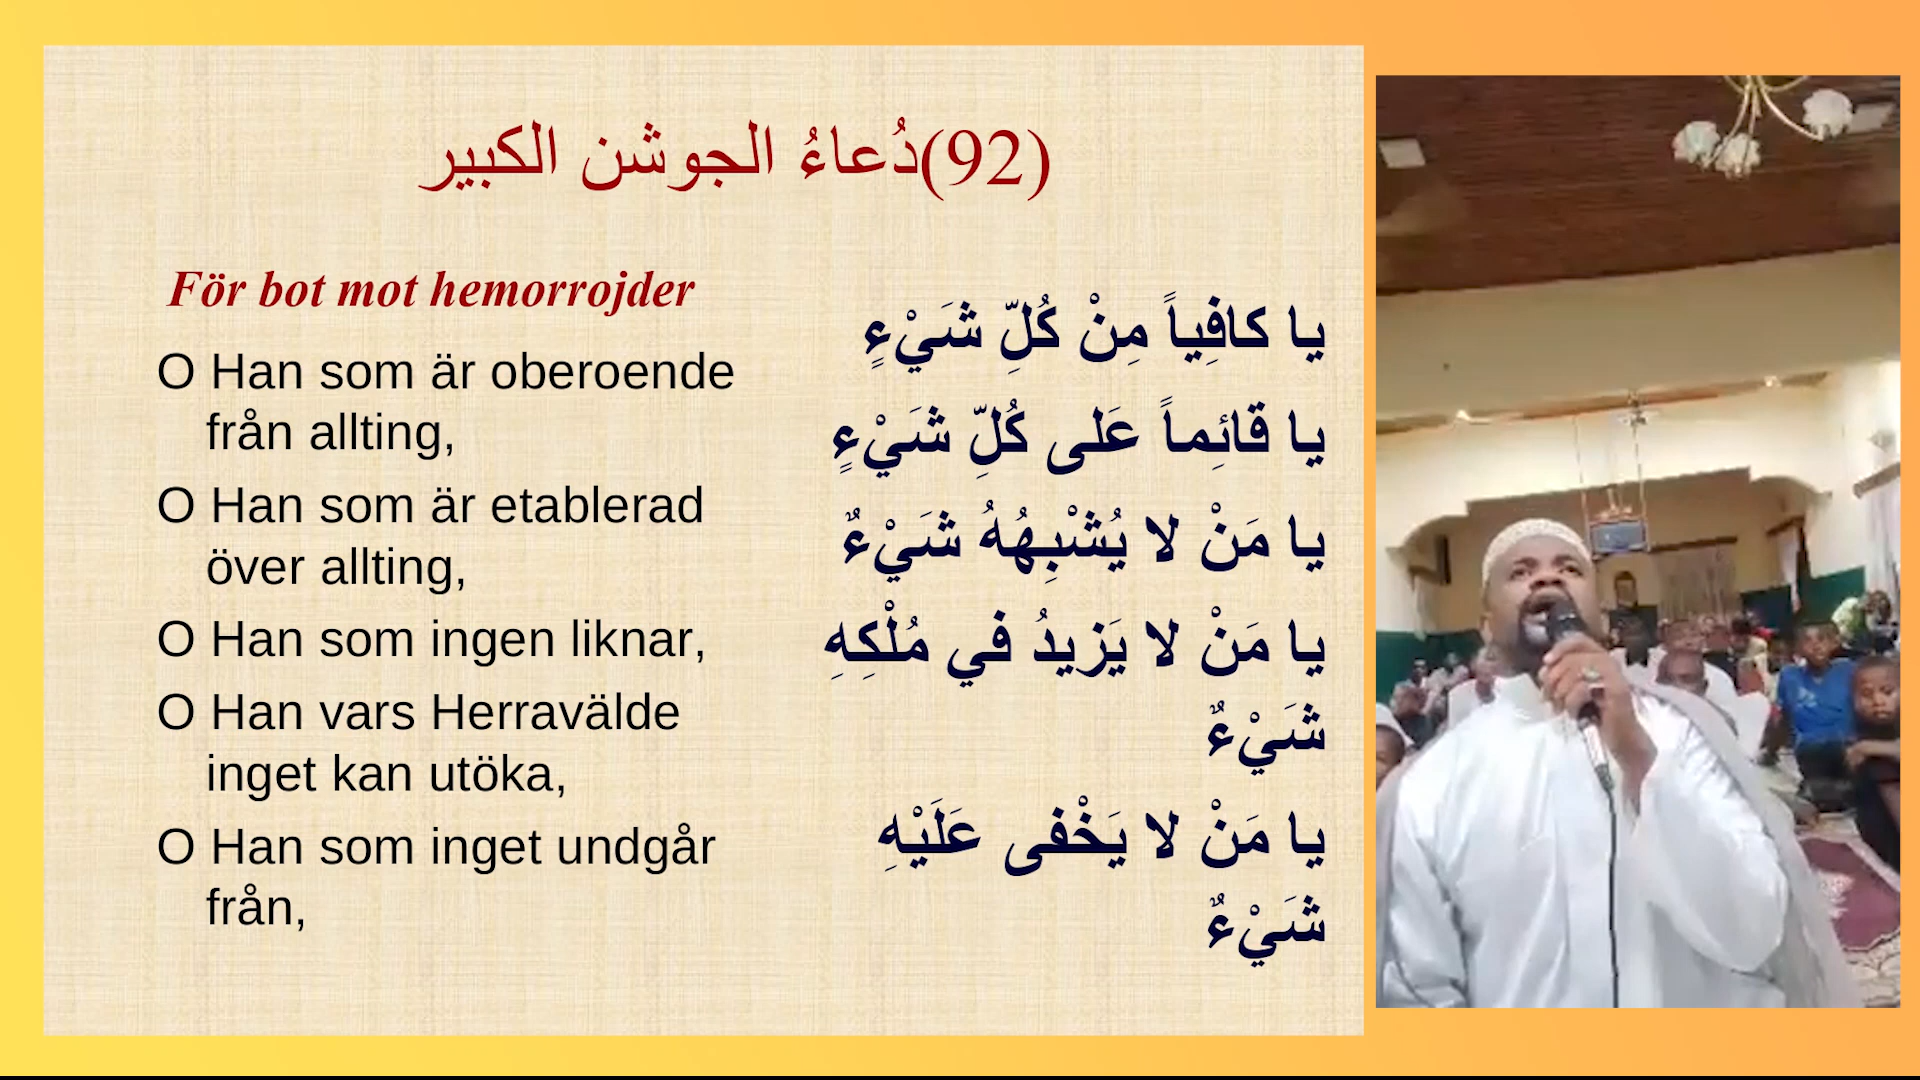 (92)دُعاءُ الجوشن الكبير
För bot mot hemorrojder
O Han som är oberoende
från allting,
O Han som är etablerad
över allting,
O Han som ingen liknar,
O Han vars Herravälde
inget kan utöka,
O Han som inget undgår
från,
يا كافِياً مِنْ كُلِّ شَيْءٍ
يا قائِماً عَلى كُلِّ شَيْءٍ
يا مَنْ لا يُشْبِهُهُ شَيْءٌ
يا مَنْ لا يَزيدُ في مُلْكِهِ
شَيْءٌ
يا مَنْ لا يَخْفى عَلَيْهِ
شَيْءٌ